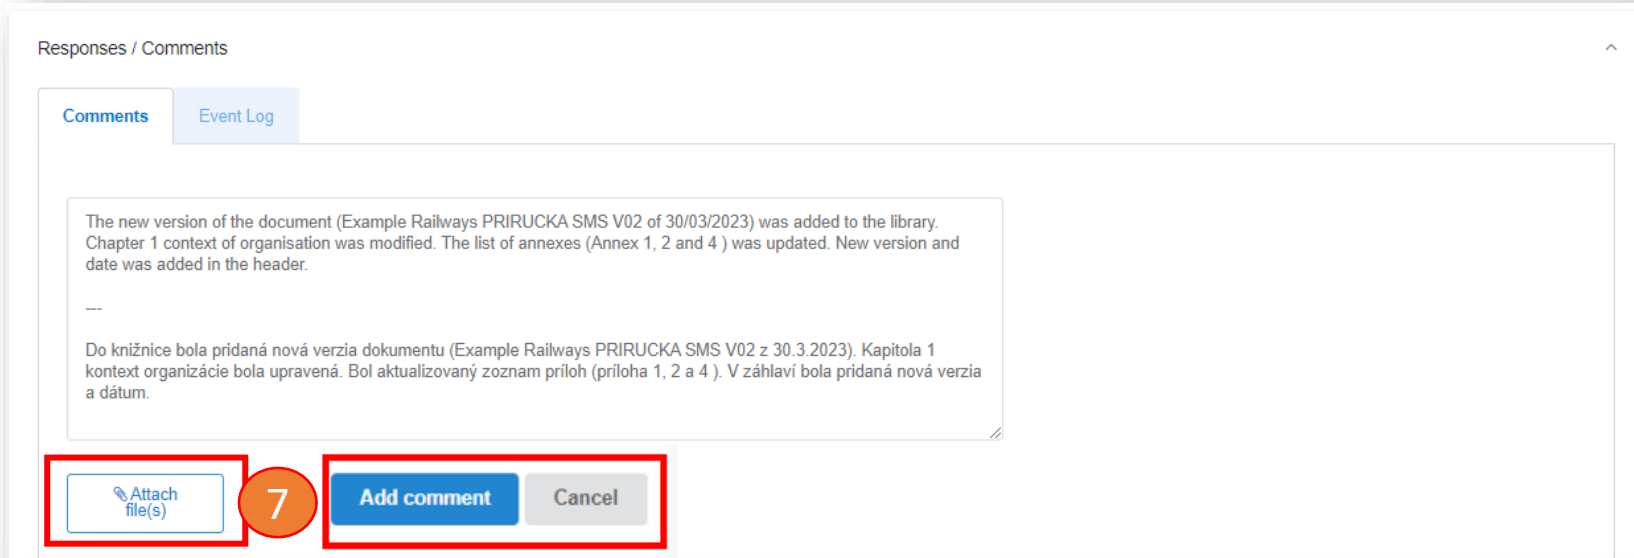 Responses / Comments
Comments
Event Log
The new version of the document (Example Railways PRIRUCKA SMS V02 of 30/03/2023) was added to the library.
Chapter 1 context of organisation was modified. The list of annexes (Annex 1, 2 and 4 ) was updated. New version and
date was added in the header.
---
Do knižnice bola pridaná nová verzia dokumentu (Example Railways PRIRUCKA SMS V02 z 30.3.2023). Kapitola 1
kontext organizácie bola upravená. Bol aktualizovaný zoznam príloh (príloha 1, 2 a 4 ). V záhlaví bola pridaná nová verzia
a dátum.
Attach
file(s)
7
Add comment
Cancel